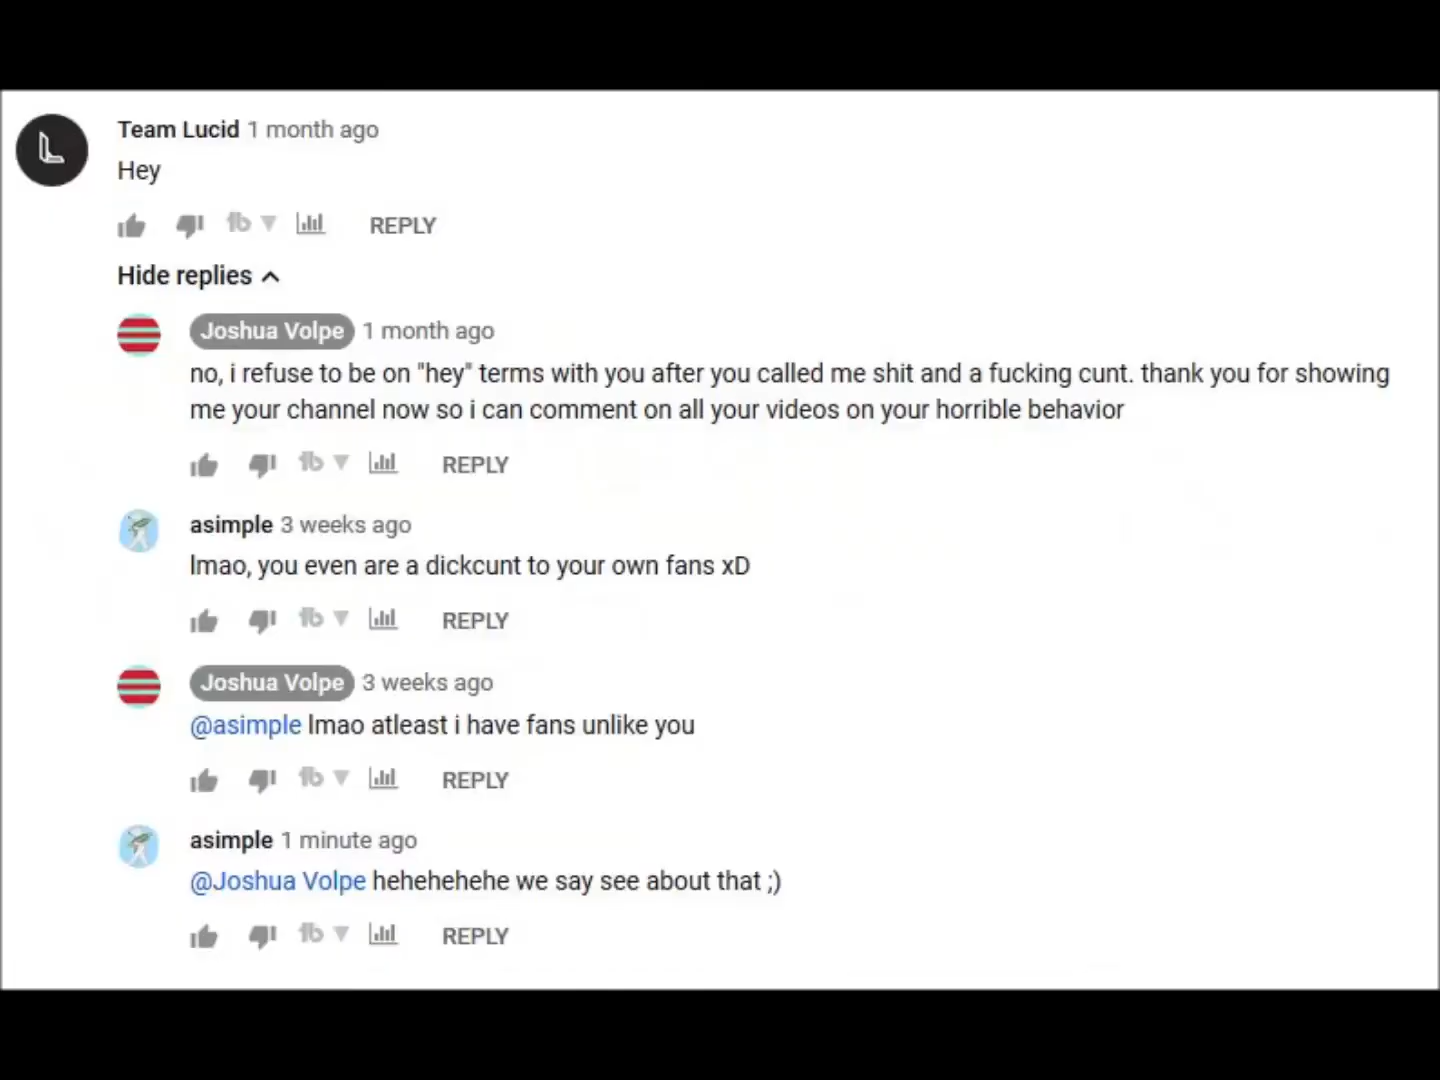 Team Lucid 1 month ago
Hey
REPLY
Hide replies
Joshua Volpe 1 month ago
no, i refuse to be on "hey" terms with you after you called me shit and a fucking cunt. thank you for showing
me your channel now so i can comment on all your videos on your horrible behavior
REPLY
asimple 3 weeks ago
lmao, you even are a dickcunt to your own fans xD
REPLY
Joshua Volpe 3 weeks ago
@asimple lmao atleast i have fans unlike you
REPLY
asimple 1 minute ago
@Joshua Volpe hehehehehe we say see about that ;)
REPLY